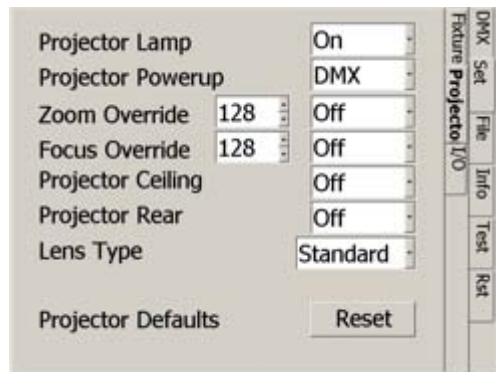 Projector Lamp On
Projector Powerup DMX
Zoom Override 128 Off
Focus Override 128 Off
Projector Ceiling Off
Projector Rear Off
Lens Type Standard
Projector Defaults Reset
Fixture Projecto I/O
DMX Set File Info Test Rst